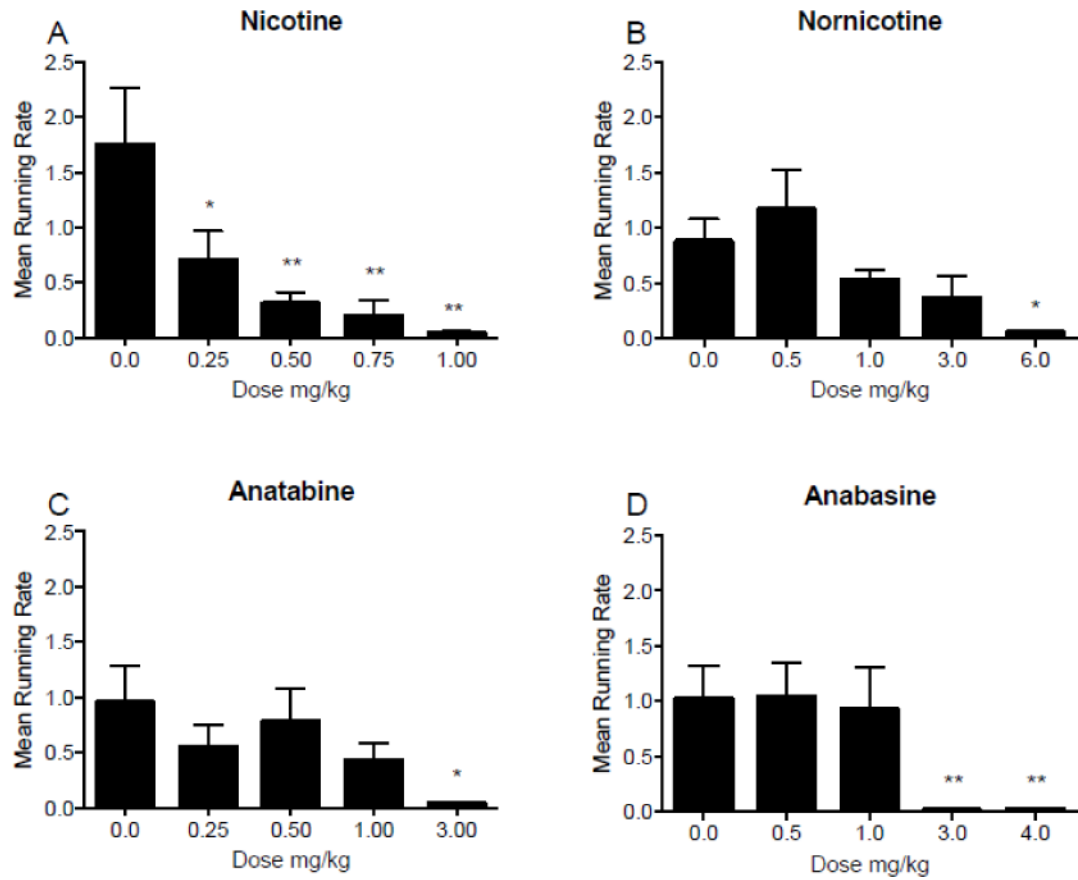 A
Nicotine
Mean Running Rate
2.5
2.0
1.5
1.0
0.5
0.0
*
**
**
**
0.0 0.25 0.50 0.75 1.00
Dose mg/kg
B
Nornicotine
Mean Running Rate
2.5
2.0
1.5
1.0
0.5
0.0
*
0.0 0.5 1.0 3.0 6.0
Dose mg/kg
C
Anatabine
Mean Running Rate
2.5
2.0
1.5
1.0
0.5
0.0
*
0.0 0.25 0.50 1.00 3.00
Dose mg/kg
D
Anabasine
Mean Running Rate
2.5
2.0
1.5
1.0
0.5
0.0
** **
0.0 0.5 1.0 3.0 4.0
Dose mg/kg